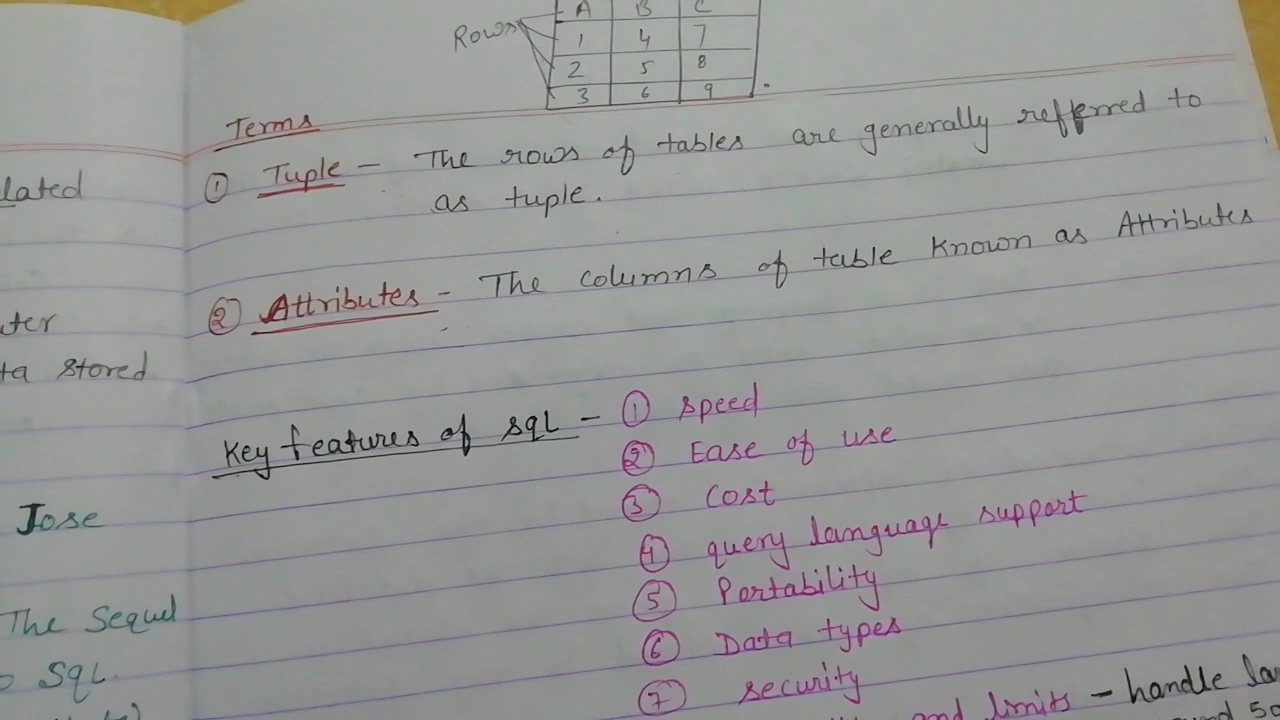 A B C
Rows 1 4 7
2 5 8
3 6 9
Terms
① Tuple - The rows of tables are generally refferred to
as tuple.
② Attributes - The columns of table known as Attributes
Key features of SQL - ① Speed
② Ease of use
③ Cost
④ query language support
⑤ Portability
⑥ Data types
⑦ security
and limits - handle la
lated
ta stored
Jose
The Sequel
SQL.